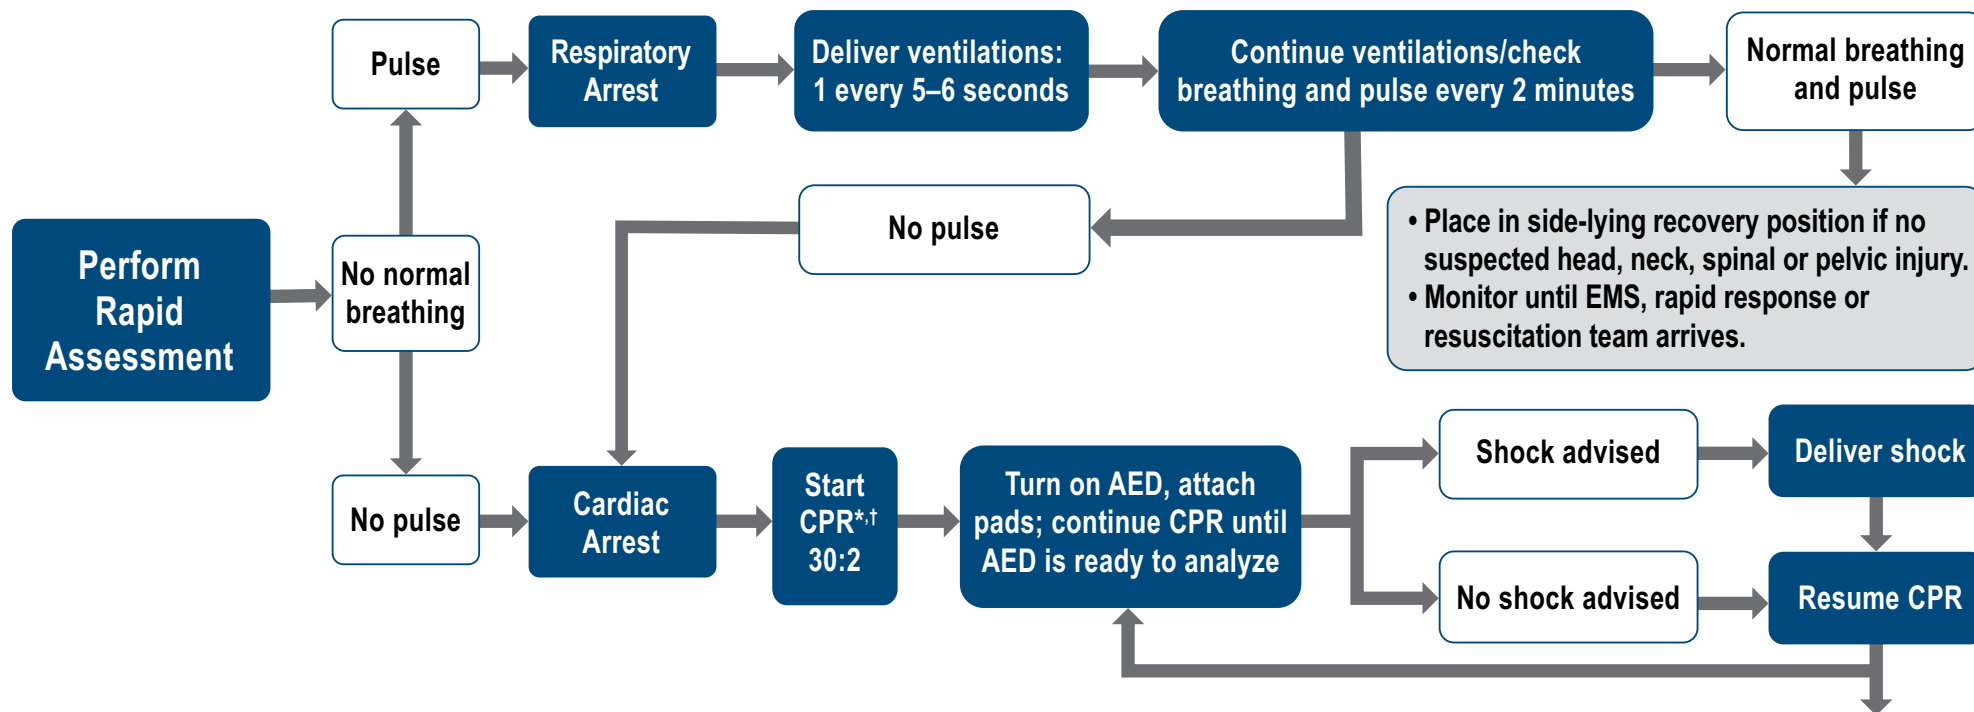 Perform
Rapid
Assessment
No normal
breathing
Pulse
Respiratory
Arrest
Deliver ventilations:
1 every 5–6 seconds
Continue ventilations/check
breathing and pulse every 2 minutes
Normal breathing
and pulse
• Place in side-lying recovery position if no
suspected head, neck, spinal or pelvic injury.
• Monitor until EMS, rapid response or
resuscitation team arrives.
No pulse
No pulse
Cardiac
Arrest
Start
CPR*,†
30:2
Turn on AED, attach
pads; continue CPR until
AED is ready to analyze
Shock advised
Deliver shock
No shock advised
Resume CPR